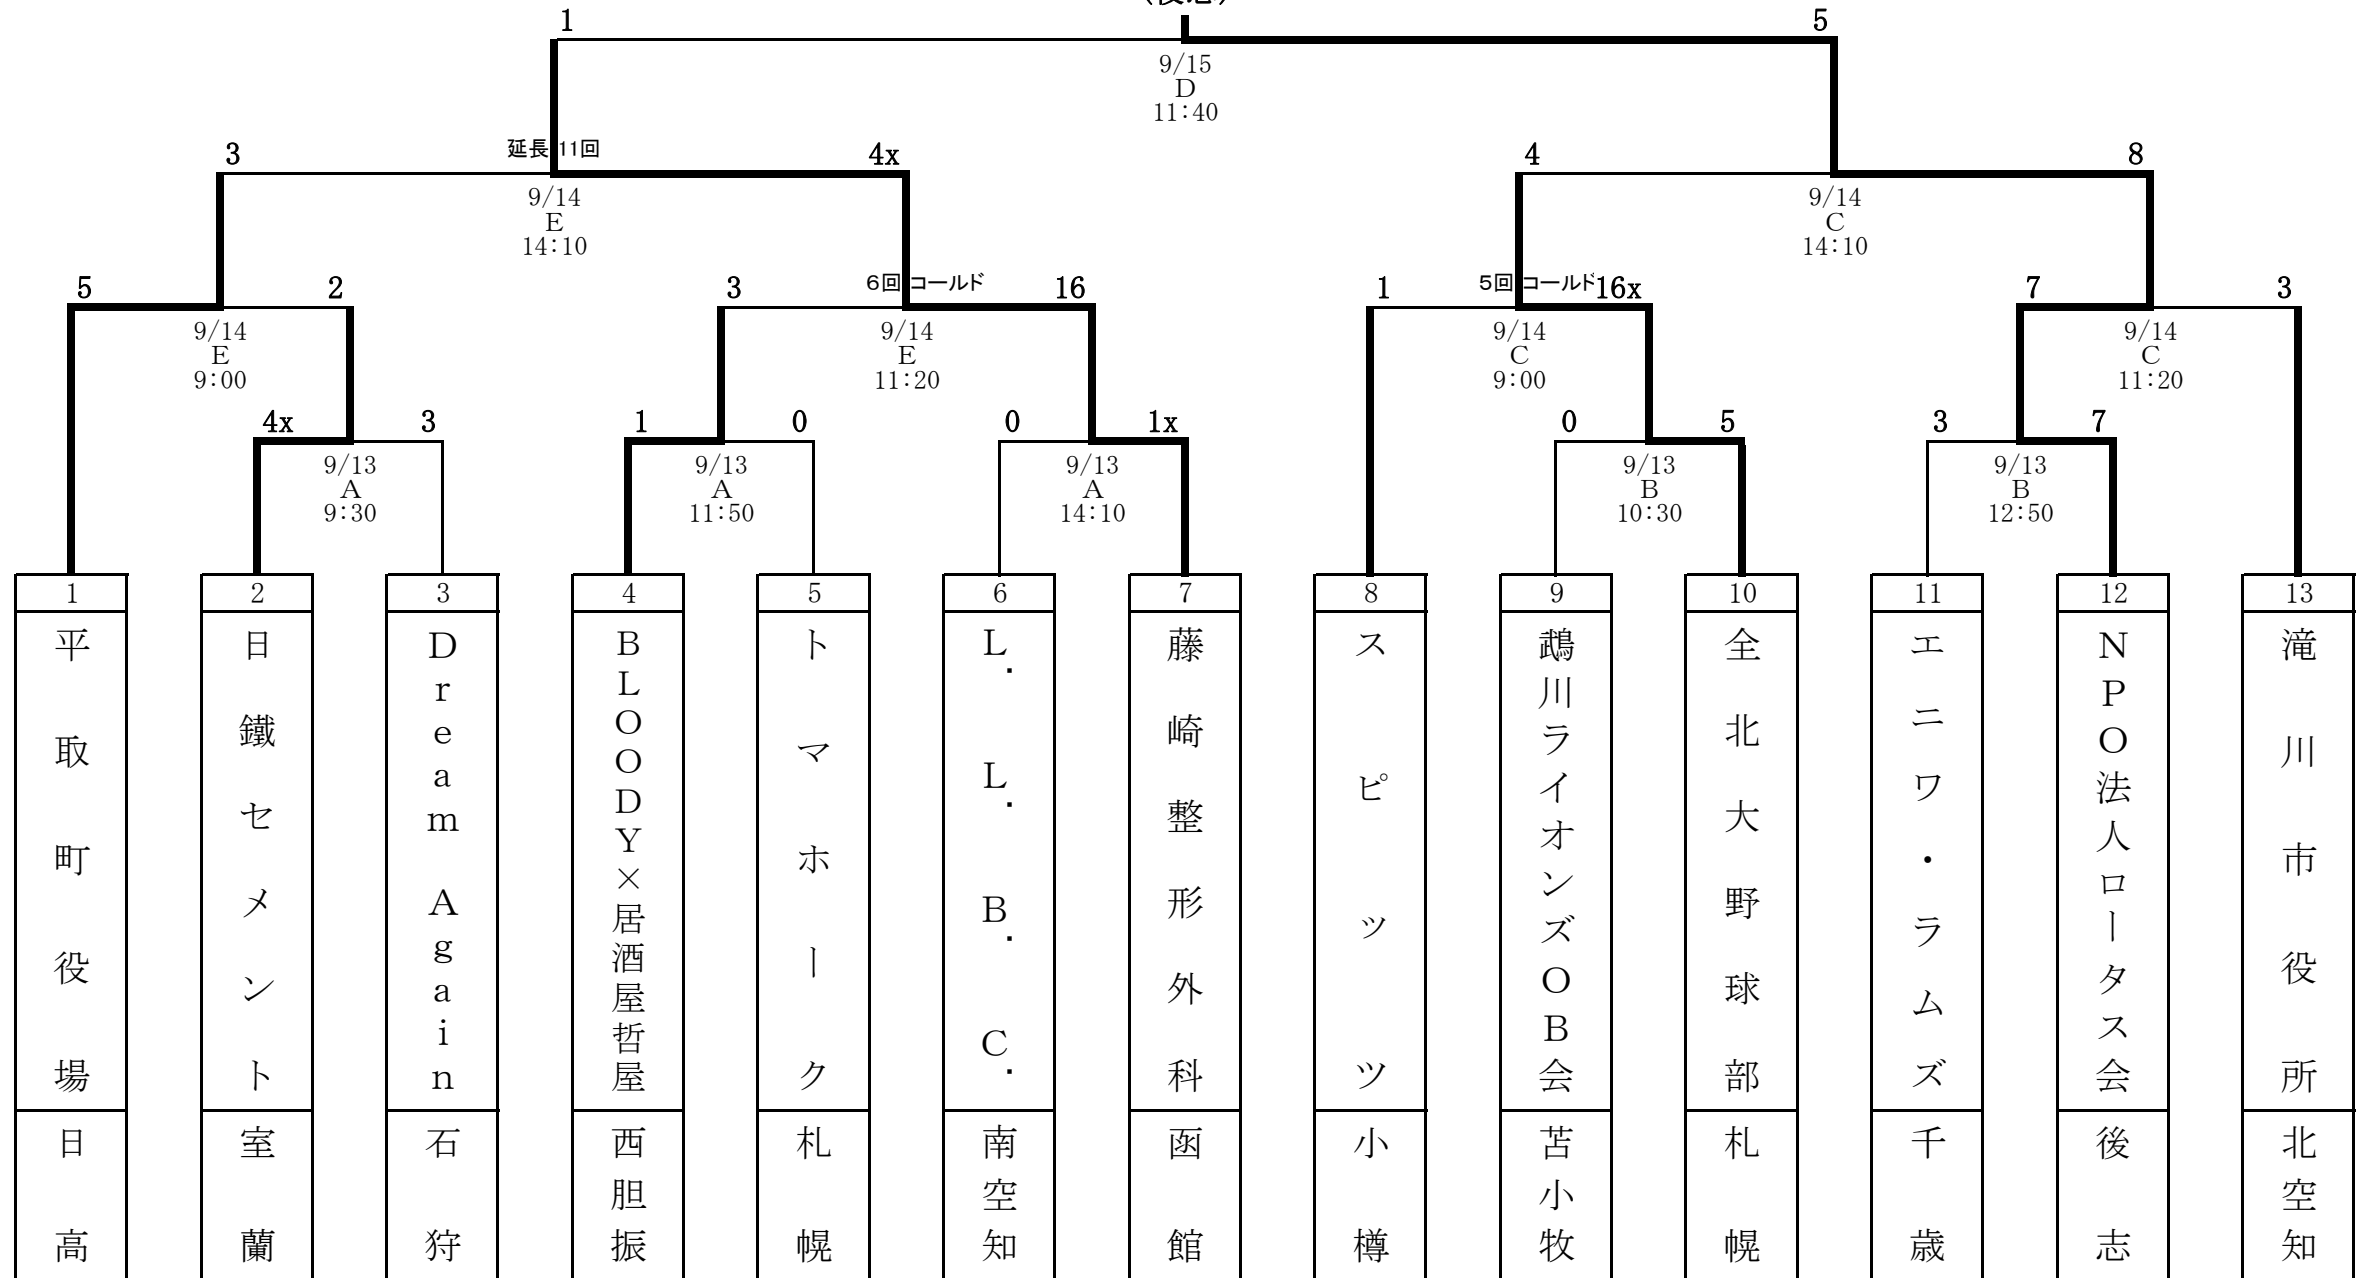 (後志)
1 5
9/15
D
11:40
3 延長 11回 4x 4 8
9/14 9/14
E C
14:10 14:10
5 2 3 6回 コールド 16 1 5回 コールド 16x 7 3
9/14 9/14 9/14 9/14
E E C C
9:00 11:20 9:00 11:20
4x 3 1 0 0 1x 0 5 3 7
9/13 9/13 9/13 9/13 9/13
A A A B B
9:30 11:50 14:10 10:30 12:50
1 2 3 4 5 6 7 8 9 10 11 12 13
平取町役場
日鐵セメント
Dream Again
BLOODY×居酒屋哲屋
トマホーク
L.L.B.C.
藤崎整形外科
スピッツ
鵡川ライオンズOB会
全北大野球部
エニワ・ラムズ
NPO法人ロータス会
滝川市役所
日高
室蘭
石狩
西胆振
札幌
南空知
函館
小樽
苫小牧
札幌
千歳
後志
北空知